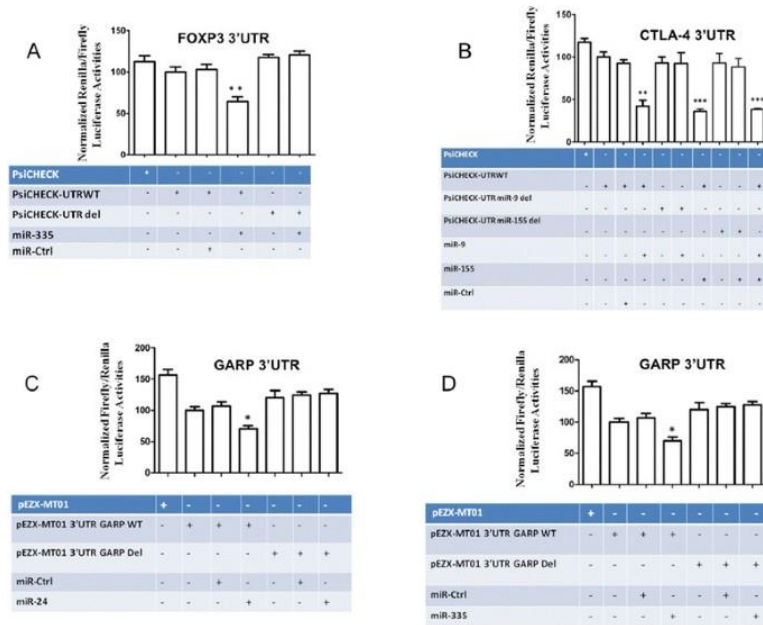 A
FOXP3 3'UTR
Normalized Renilla/Firefly
Luciferase Activities
150
100
50
0
**
PsiCHECK + - - - - -
PsiCHECK-UTRWT - + + + - -
PsiCHECK-UTR del - - - - + +
miR-335 - - - + - +
miR-Ctrl - - + - - -
B
CTLA-4 3'UTR
Normalized Renilla/Firefly
Luciferase Activities
150
100
50
0
** *** ***
PsiCHECK + - - - - - - - - -
PsiCHECK-UTRWT - + + + - - + - - +
PsiCHECK-UTR miR-9 del - - - - + + - - - -
PsiCHECK-UTR miR-155 del - - - - - - - + + -
miR-9 - - - + - + - - - +
miR-155 - - - - - - + - + +
miR-Ctrl - - + - - - - - - -
C
GARP 3'UTR
Normalized Firefly/Renilla
Luciferase Activities
200
150
100
50
0
*
pEZX-MT01 + - - - - - -
pEZX-MT01 3'UTR GARP WT - + + + - - -
pEZX-MT01 3'UTR GARP Del - - - - + + +
miR-Ctrl - - + - - + -
miR-24 - - - + - - +
D
GARP 3'UTR
Normalized Firefly/Renilla
Luciferase Activities
200
150
100
50
0
*
pEZX-MT01 + - - - - - -
pEZX-MT01 3'UTR GARP WT - + + + - - -
pEZX-MT01 3'UTR GARP Del - - - - + + +
miR-Ctrl - - + - - + -
miR-335 - - - + - - +